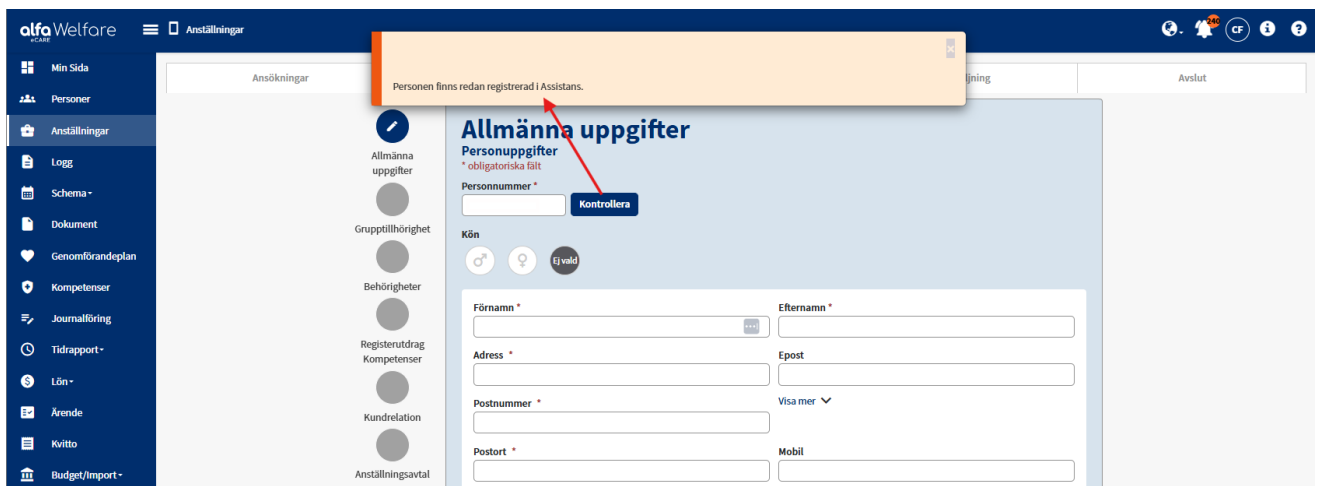 alfa Welfare
eCARE
Anställningar
240
CF
Min Sida
Personer
Anställningar
Logg
Schema
Dokument
Genomförandeplan
Kompetenser
Journalföring
Tidrapport
Lön
Ärende
Kvitto
Budget/Import
Ansökningar
ljning
Avslut
Personen finns redan registrerad i Assistans.
Allmänna
uppgifter
Grupptillhörighet
Behörigheter
Registerutdrag
Kompetenser
Kundrelation
Anställningsavtal
Allmänna uppgifter
Personuppgifter
* obligatoriska fält
Personnummer *
Kontrollera
Kön
Ej vald
Förnamn *
Efternamn *
Adress *
Epost
Postnummer *
Visa mer
Postort *
Mobil